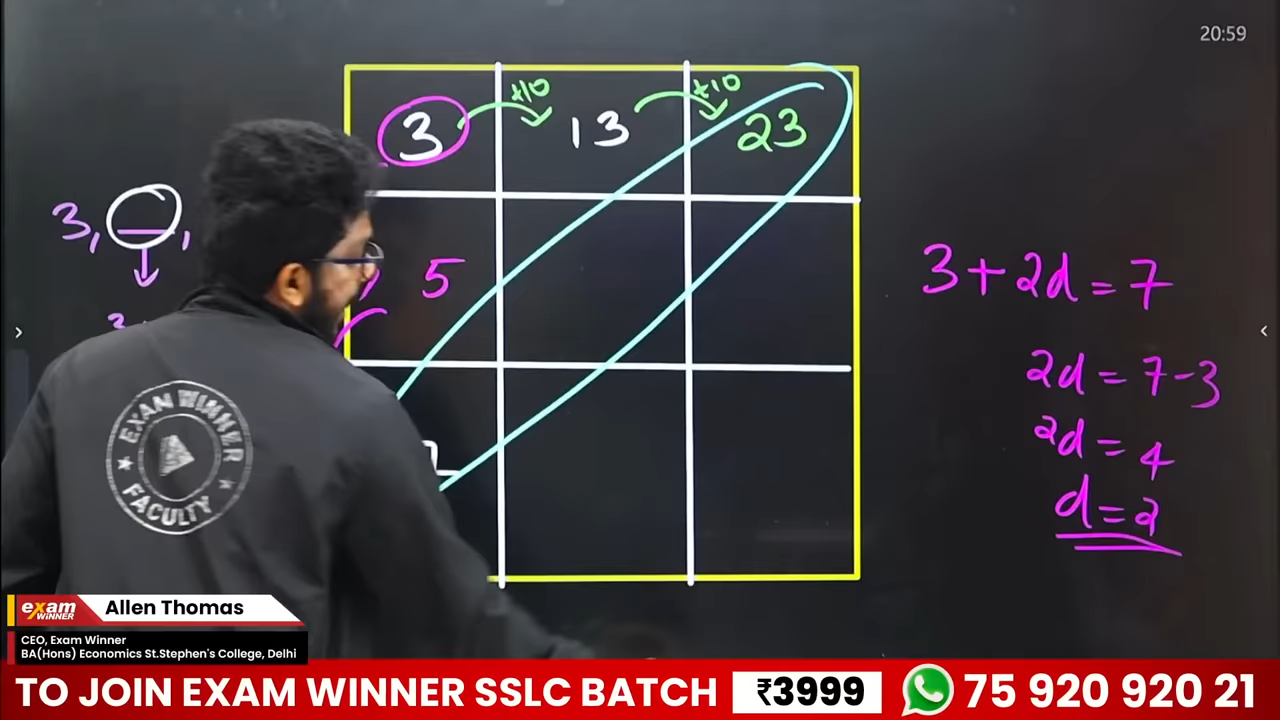 20:59
+10 +10
3 13 23
3, __,
5
3 + 2d = 7
2d = 7 - 3
2d = 4
d = 2
EXAM WINNER
FACULTY
exam WINNER
Allen Thomas
CEO, Exam Winner
BA(Hons) Economics St.Stephen's College, Delhi
TO JOIN EXAM WINNER SSLC BATCH ₹3999 75 920 920 21